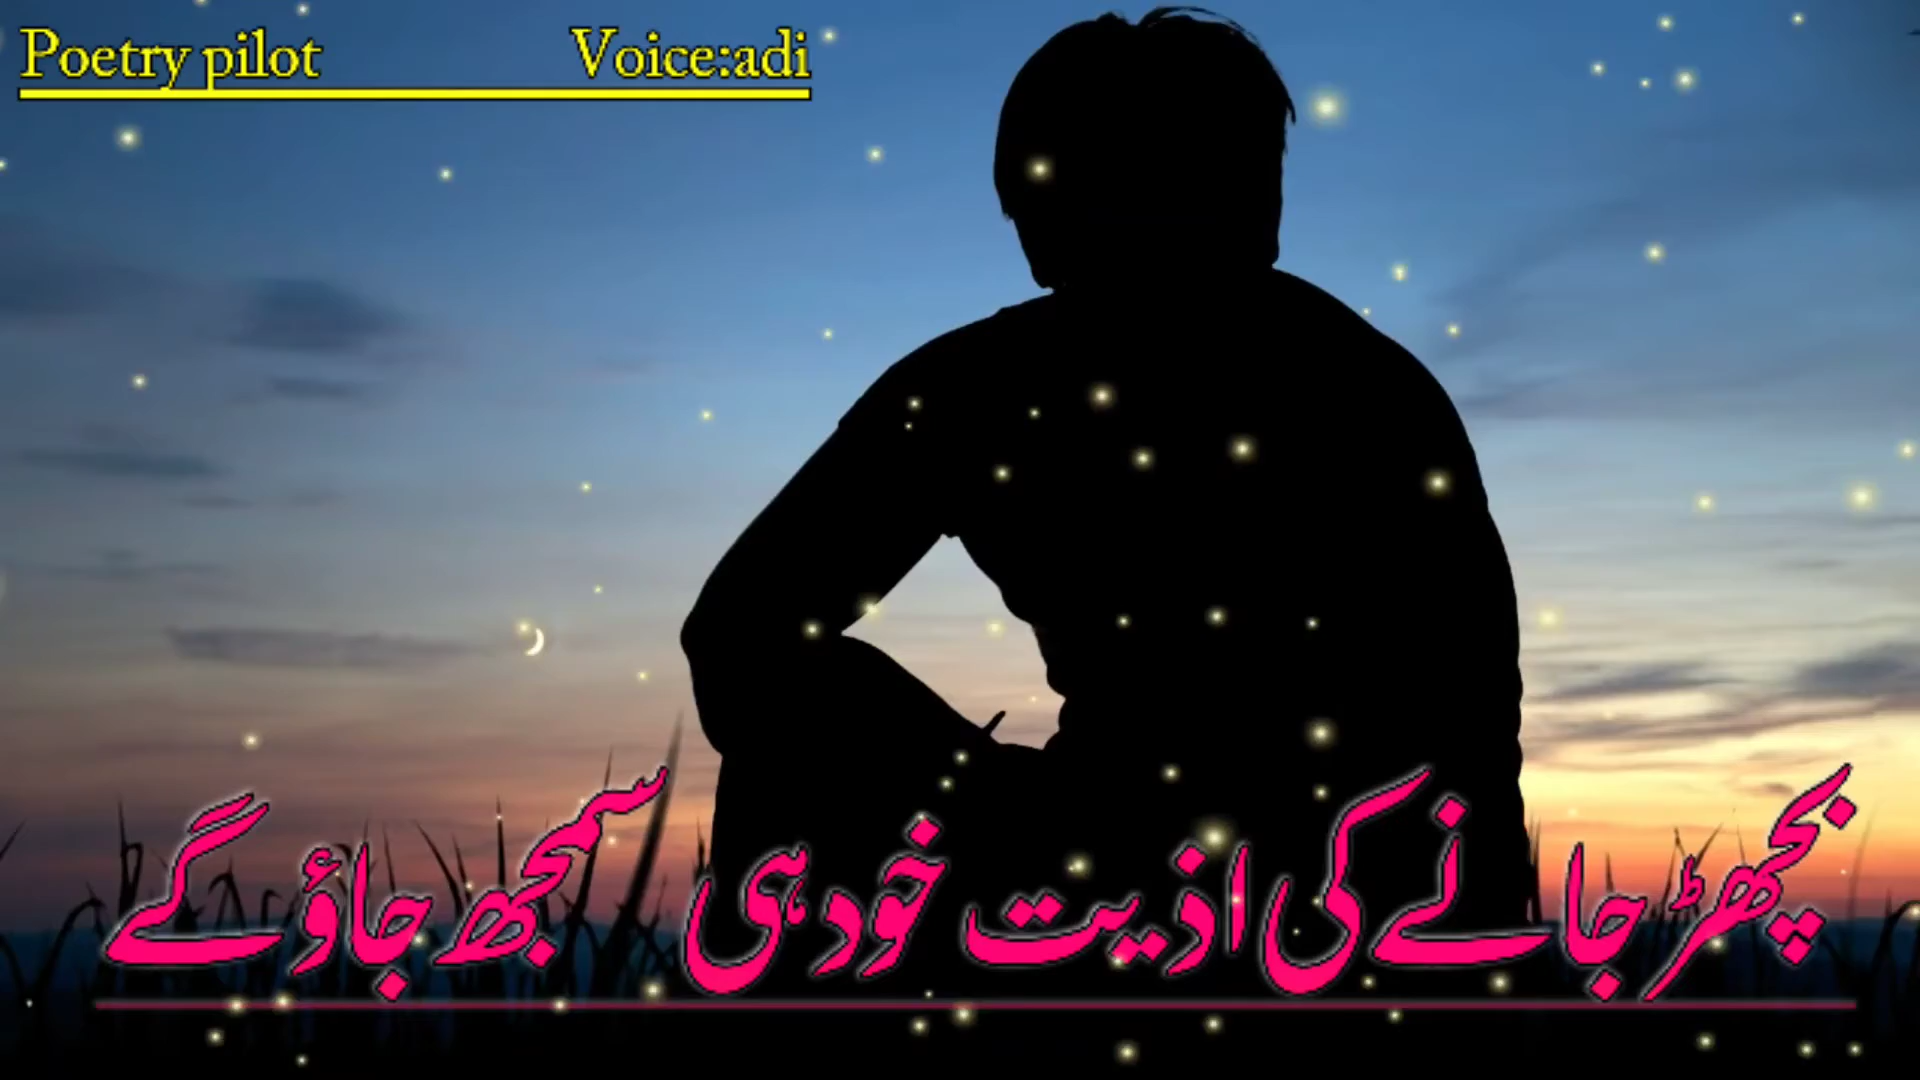 Poetry pilot Voice:adi
بچھڑ جانے کی اذیت خود ہی سمجھ جاؤ گے